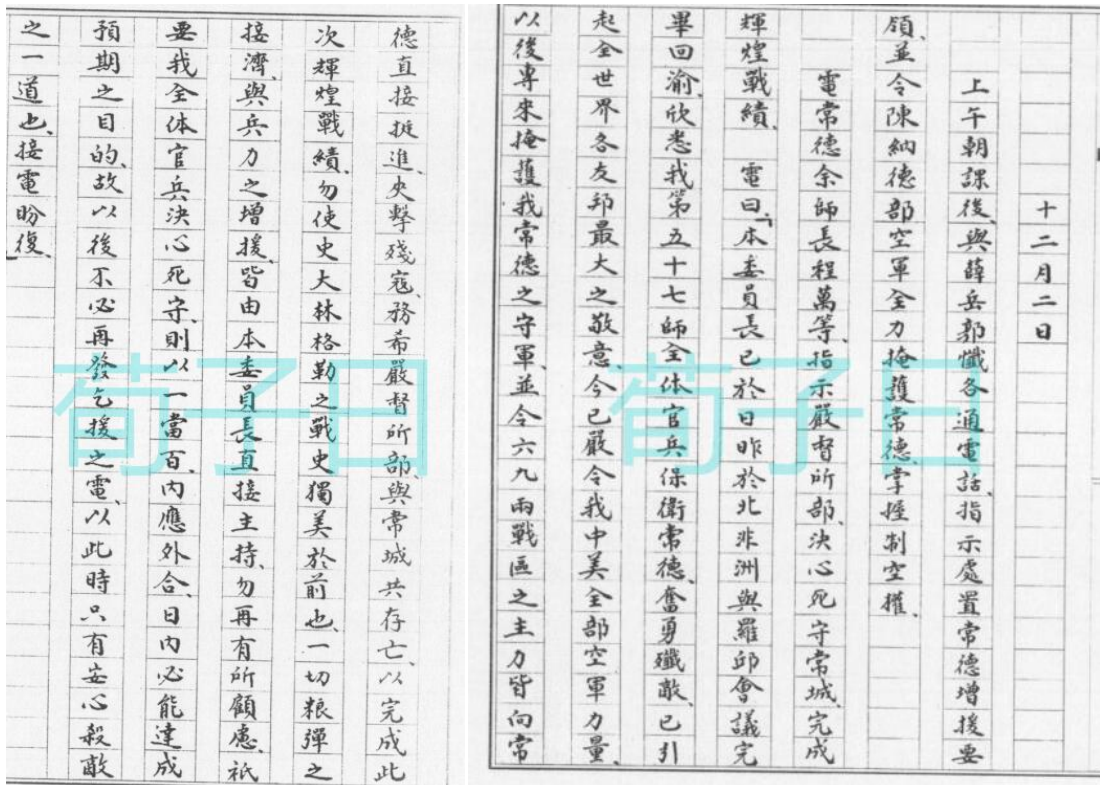 十二月二日
上午朝課後、與薛岳郭懺各通電話、指示處置常德增援要
領、並令陳納德部空軍全力掩護常德、掌握制空權、
電常德余師長程萬等、指示嚴督所部、決心死守常城、完成
輝煌戰績、電曰「本委員長已於日昨於北非洲與羅邱會議完
畢回渝、欣悉我第五十七師全体官兵保衛常德、奮勇殲敵、已引
起全世界各友邦最大之敬意、今已嚴令我中美全部空軍力量、
以後專來掩護我常德之守軍、並令六九兩戰區之主力皆向常
德直接挺進、夾擊殘寇、務希嚴督所部、與常城共存亡、以完成此
次輝煌戰績、勿使史大林格勒之戰史獨美於前也、一切粮彈之
接濟、與兵力之增援、皆由本委員長直接主持、勿再有所顧慮、祇
要我全体官兵決心死守、則以一當百、內應外合、日內必能達成
預期之目的、故以後不必再發乞援之電、以此時只有安心殺敵
之一道也、接電盼復」
荀子曰
荀子曰